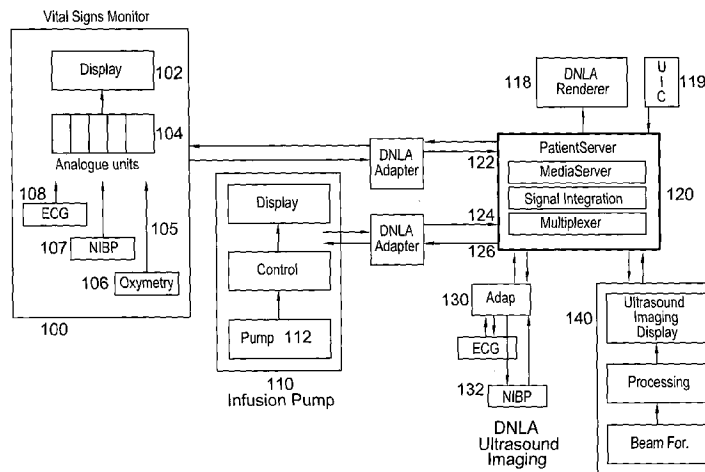 Vital Signs Monitor
Display
102
104
Analogue units
108
ECG
105
107
NIBP
106
Oxymetry
100
Display
Control
Pump 112
110
Infusion Pump
DNLA
Adapter
122
DNLA
Adapter
124
126
118
DNLA
Renderer
U
I
C
119
PatientServer
MediaServer
Signal Integration
Multiplexer
120
130
Adap
ECG
132
NIBP
DNLA
Ultrasound
Imaging
140
Ultrasound
Imaging
Display
Processing
Beam For.